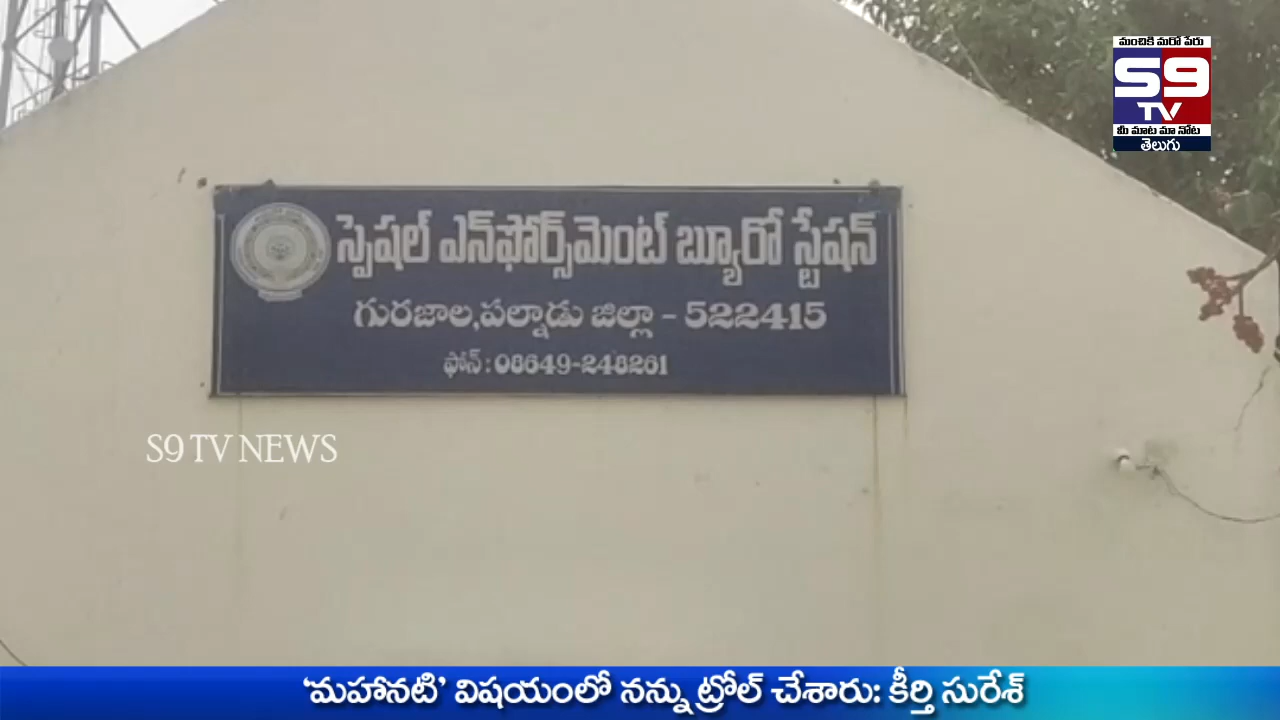 మంచికి మరో పేరు
S9
TV
మీ మాట మా నోట
తెలుగు
స్పెషల్ ఎన్‌ఫోర్స్‌మెంట్ బ్యూరో స్టేషన్
గురజాల,పల్నాడు జిల్లా - 522415
ఫోన్ : 08649-248261
S9 TV NEWS
‘మహానటి’ విషయంలో నన్ను ట్రోల్ చేశారు: కీర్తి సురేశ్